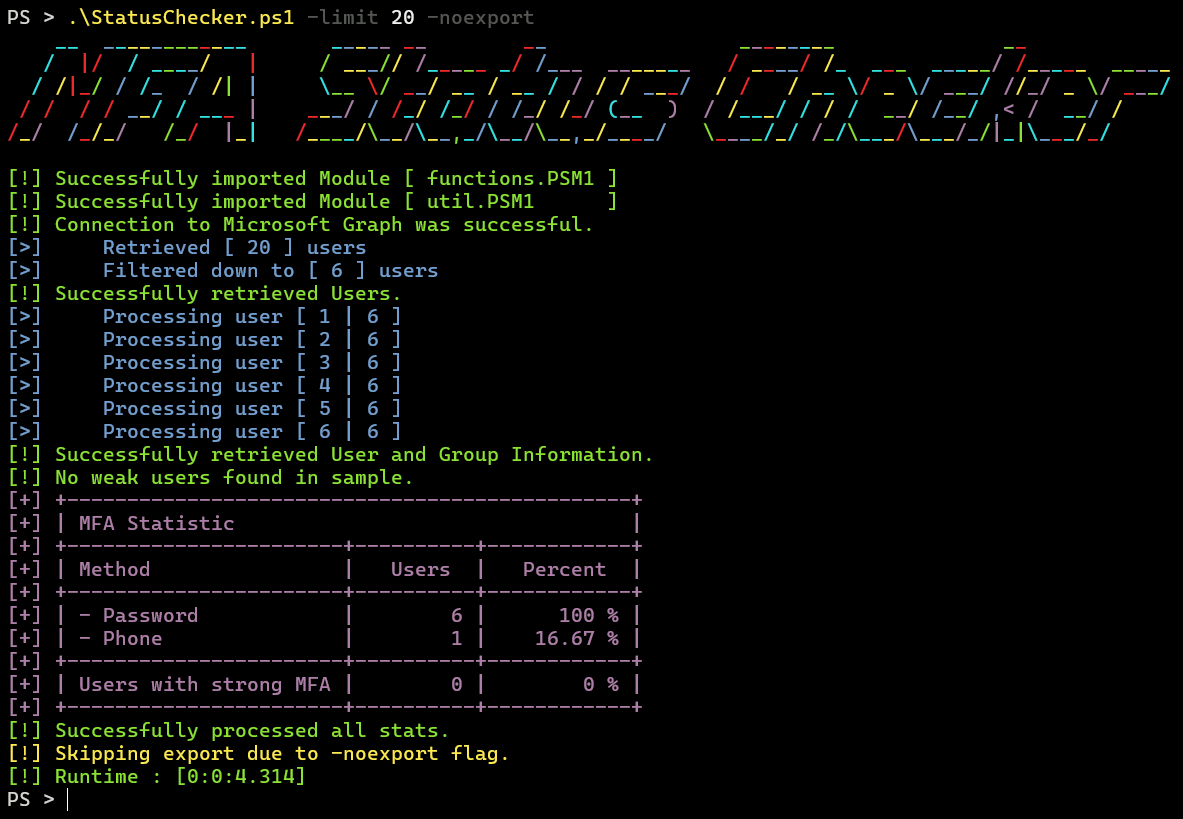 PS > .\StatusChecker.ps1 -limit 20 -noexport
MFA Status Checker
[!] Successfully imported Module [ functions.PSM1 ]
[!] Successfully imported Module [ util.PSM1      ]
[!] Connection to Microsoft Graph was successful.
[>]     Retrieved [ 20 ] users
[>]     Filtered down to [ 6 ] users
[!] Successfully retrieved Users.
[>]     Processing user [ 1 | 6 ]
[>]     Processing user [ 2 | 6 ]
[>]     Processing user [ 3 | 6 ]
[>]     Processing user [ 4 | 6 ]
[>]     Processing user [ 5 | 6 ]
[>]     Processing user [ 6 | 6 ]
[!] Successfully retrieved User and Group Information.
[!] No weak users found in sample.
[+] +-----------------------------------------------+
[+] | MFA Statistic                                 |
[+] +-----------------------+----------+------------+
[+] | Method                |   Users  |   Percent  |
[+] +-----------------------+----------+------------+
[+] | - Password            |        6 |      100 % |
[+] | - Phone               |        1 |    16.67 % |
[+] +-----------------------+----------+------------+
[+] | Users with strong MFA |        0 |        0 % |
[+] +-----------------------+----------+------------+
[!] Successfully processed all stats.
[!] Skipping export due to -noexport flag.
[!] Runtime : [0:0:4.314]
PS >